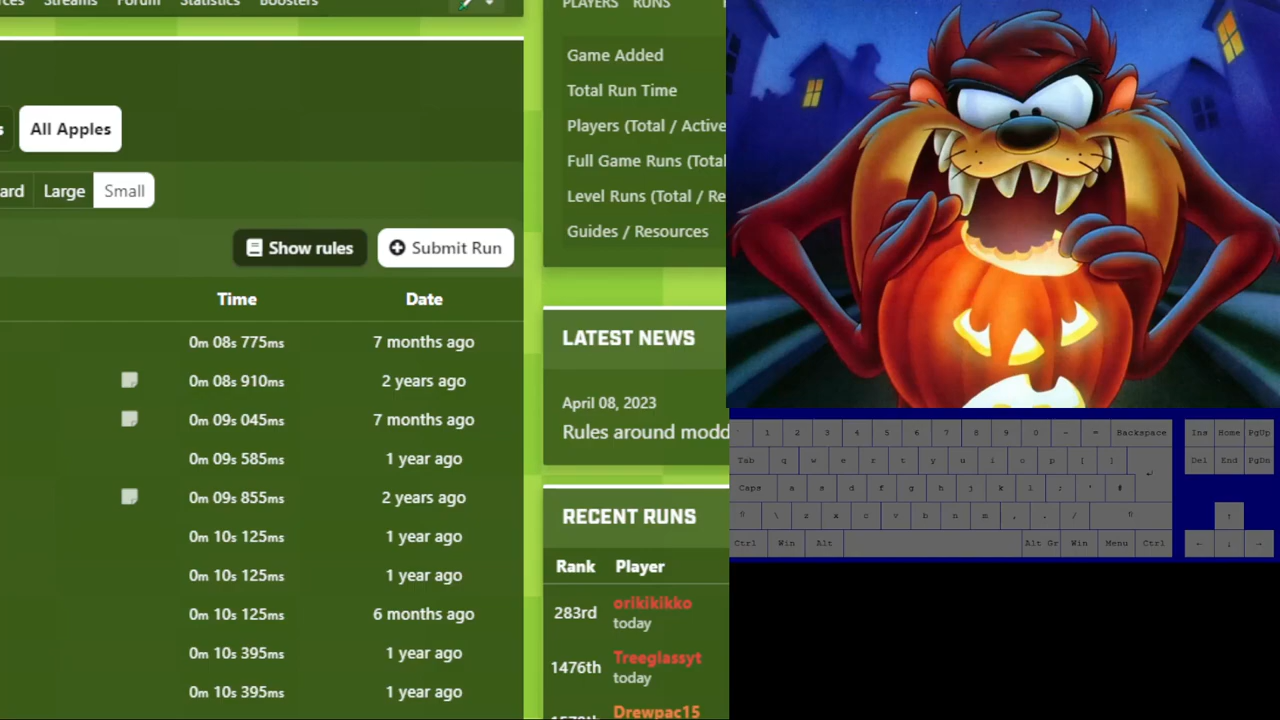 Streams Forum Statistics Boosters
All Apples
Large Small
Show rules Submit Run
Time Date
0m 08s 775ms 7 months ago
0m 08s 910ms 2 years ago
0m 09s 045ms 7 months ago
0m 09s 585ms 1 year ago
0m 09s 855ms 2 years ago
0m 10s 125ms 1 year ago
0m 10s 125ms 1 year ago
0m 10s 125ms 6 months ago
0m 10s 395ms 1 year ago
0m 10s 395ms 1 year ago
PLAYERS RUNS
Game Added
Total Run Time
Players (Total / Active
Full Game Runs (Total
Level Runs (Total / Re
Guides / Resources
LATEST NEWS
April 08, 2023
Rules around modd
RECENT RUNS
Rank Player
283rd orikikikko
today
1476th Treeglassyt
today
Drewpac15
1 2 3 4 5 6 7 8 9 0 - = Backspace Ins Home PgUp
Tab q w e r t y u i o p [ ] Del End PgDn
Caps a s d f g h j k l ; ' # ↵
⇧ \ z x c v b n m , . / ⇧ ↑
Ctrl Win Alt Alt Gr Win Menu Ctrl ← ↓ →